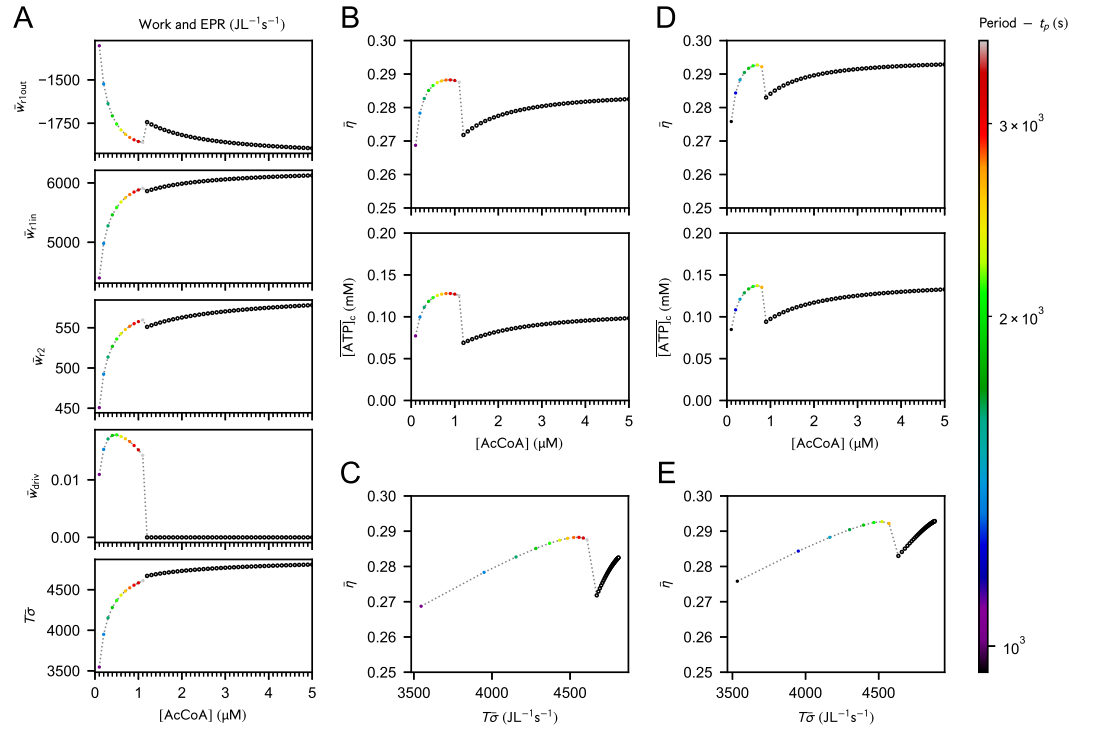 A
Work and EPR (JL⁻¹s⁻¹)
w̄r1out
−1500
−1750
w̄r1in
6000
5000
w̄r2
550
500
450
w̄driv
0.01
0.00
Tσ̄
4500
4000
3500
0 1 2 3 4 5
[AcCoA] (μM)
B
η̄
0.30
0.29
0.28
0.27
0.26
0.25
[ATP]c (mM)
0.20
0.15
0.10
0.05
0.00
0 1 2 3 4 5
[AcCoA] (μM)
C
η̄
0.30
0.29
0.28
0.27
0.26
0.25
3500 4000 4500
Tσ̄ (JL⁻¹s⁻¹)
D
η̄
0.30
0.29
0.28
0.27
0.26
0.25
[ATP]c (mM)
0.20
0.15
0.10
0.05
0.00
0 1 2 3 4 5
[AcCoA] (μM)
E
η̄
0.30
0.29
0.28
0.27
0.26
0.25
3500 4000 4500
Tσ̄ (JL⁻¹s⁻¹)
Period − tp (s)
3 × 10³
2 × 10³
10³